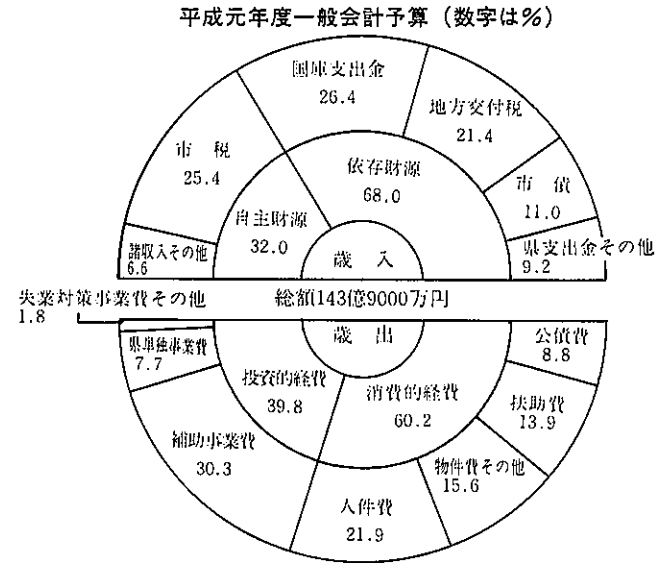 平成元年度一般会計予算（数字は%）
国庫支出金
26.4
地方交付税
21.4
市税
25.4
依存財源
68.0
市債
11.0
自主財源
32.0
諸収入その他
6.6
歳入
県支出金その他
9.2
失業対策事業費その他
1.8
総額143億9000万円
歳出
公債費
8.8
県単独事業費
7.7
投資的経費
39.8
消費的経費
60.2
扶助費
13.9
補助事業費
30.3
物件費その他
15.6
人件費
21.9